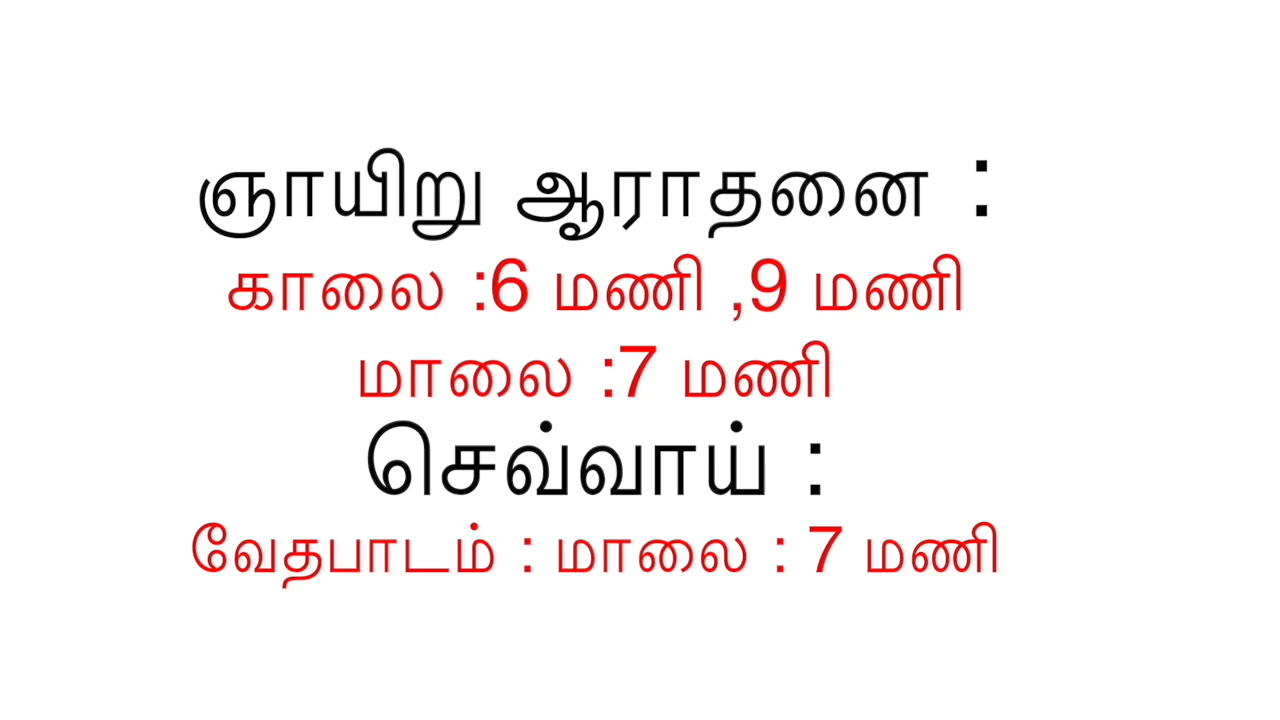 ஞாயிறு ஆராதனை :
காலை :6 மணி ,9 மணி
மாலை :7 மணி
செவ்வாய் :
வேதபாடம் : மாலை : 7 மணி